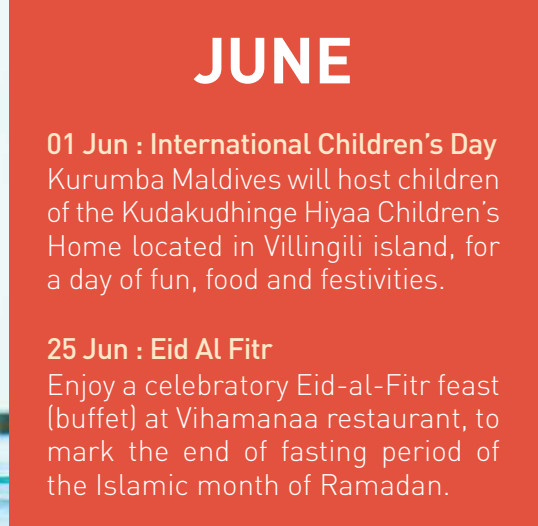 JUNE
01 Jun : International Children’s Day
Kurumba Maldives will host children
of the Kudakudhinge Hiyaa Children’s
Home located in Villingili island, for
a day of fun, food and festivities.
25 Jun : Eid Al Fitr
Enjoy a celebratory Eid-al-Fitr feast
(buffet) at Vihamanaa restaurant, to
mark the end of fasting period of
the Islamic month of Ramadan.